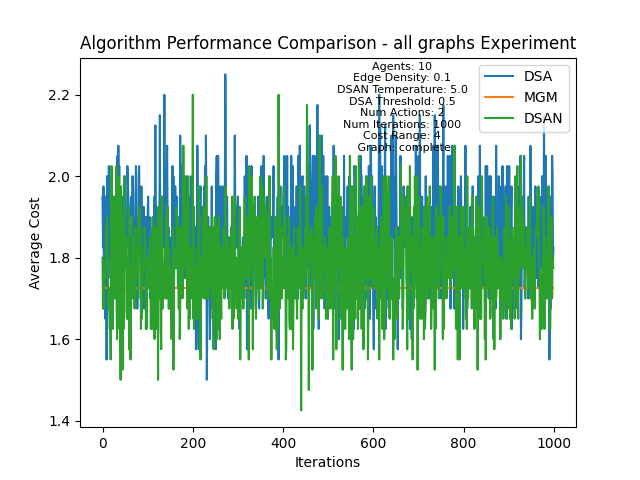 Algorithm Performance Comparison - all graphs Experiment
Agents: 10
Edge Density: 0.1
DSAN Temperature: 5.0
DSA Threshold: 0.5
Num Actions: 2
Num Iterations: 1000
Cost Range: 4
Graph: complete
DSA
MGM
DSAN
Average Cost
2.2
2.0
1.8
1.6
1.4
0
200
400
600
800
1000
Iterations